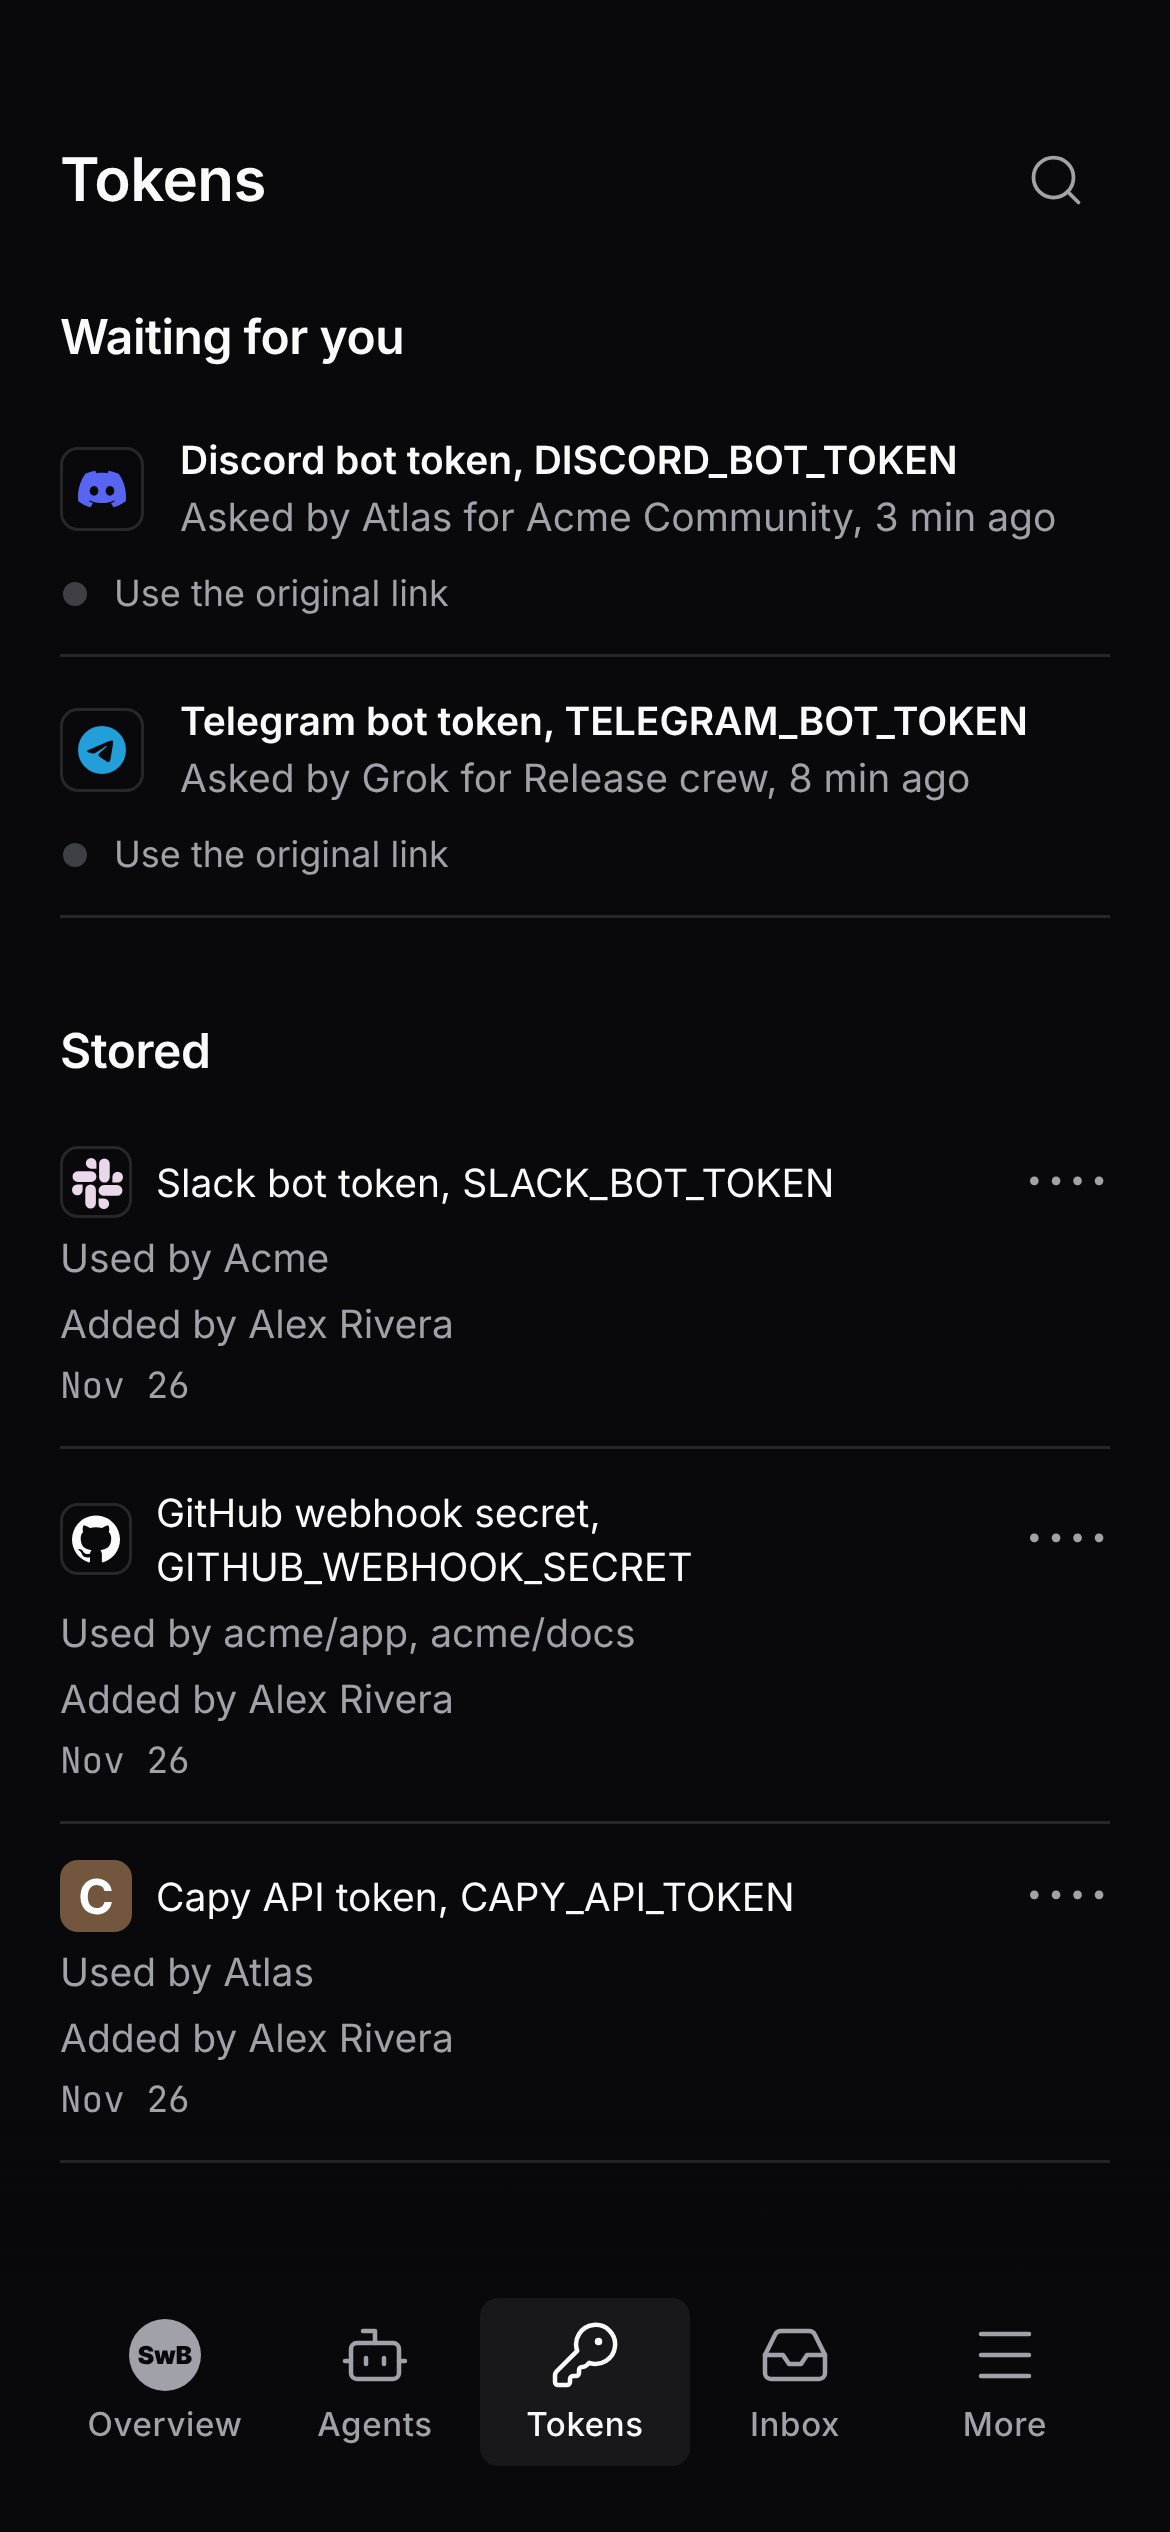 Tokens
Waiting for you
Discord bot token, DISCORD_BOT_TOKEN
Asked by Atlas for Acme Community, 3 min ago
Use the original link
Telegram bot token, TELEGRAM_BOT_TOKEN
Asked by Grok for Release crew, 8 min ago
Use the original link
Stored
Slack bot token, SLACK_BOT_TOKEN
Used by Acme
Added by Alex Rivera
Nov 26
GitHub webhook secret,
GITHUB_WEBHOOK_SECRET
Used by acme/app, acme/docs
Added by Alex Rivera
Nov 26
C Capy API token, CAPY_API_TOKEN
Used by Atlas
Added by Alex Rivera
Nov 26
SwB
Overview Agents Tokens Inbox More